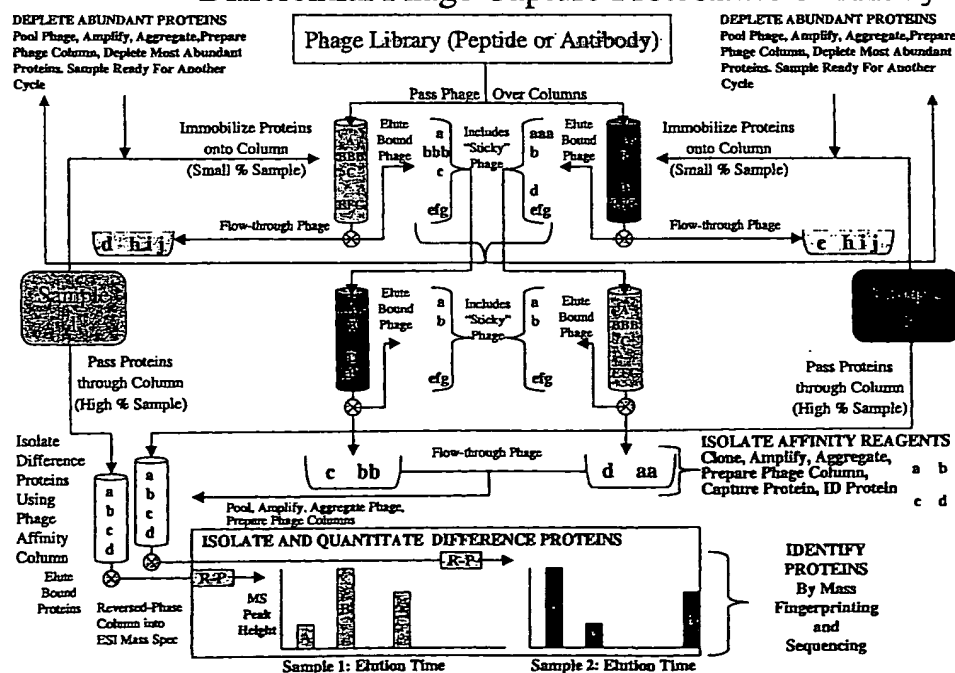 DEPLETE ABUNDANT PROTEINS
Pool Phage, Amplify, Aggregate,Prepare
Phage Column, Deplete Most Abundant
Proteins. Sample Ready For Another
Cycle
Phage Library (Peptide or Antibody)
DEPLETE ABUNDANT PROTEINS
Pool Phage, Amplify, Aggregate,Prepare
Phage Column, Deplete Most Abundant
Proteins. Sample Ready For Another
Cycle
Pass Phage Over Columns
Immobilize Proteins
onto Column
(Small % Sample)
BBB
C
Elute
Bound
Phage
a
bbb
c
efg
Includes
"Sticky"
Phage
aaa
b
d
efg
Elute
Bound
Phage
Immobilize Proteins
onto Column
(Small % Sample)
Flow-through Phage
Flow-through Phage
d hij
e hij
Sample
Elute
Bound
Phage
a
b
efg
Includes
"Sticky"
Phage
a
b
efg
Elute
Bound
Phage
A
BBB
C
Pass Proteins
through Column
(High % Sample)
Pass Proteins
through Column
(High % Sample)
Isolate
Difference
Proteins
Using
Phage
Affinity
Column
a
b
c
d
a
b
c
d
c bb
Flow-through Phage
d aa
ISOLATE AFFINITY REAGENTS
Clone, Amplify, Aggregate,
Prepare Phage Column,
Capture Protein, ID Protein
a b
c d
Pool, Amplify, Aggregate Phage,
Prepare Phage Columns
ISOLATE AND QUANTITATE DIFFERENCE PROTEINS
R-P
R-P
Elute
Bound
Proteins
Reversed-Phase
Column into
ESI Mass Spec
MS
Peak
Height
Sample 1: Elution Time
Sample 2: Elution Time
IDENTIFY
PROTEINS
By Mass
Fingerprinting
and
Sequencing